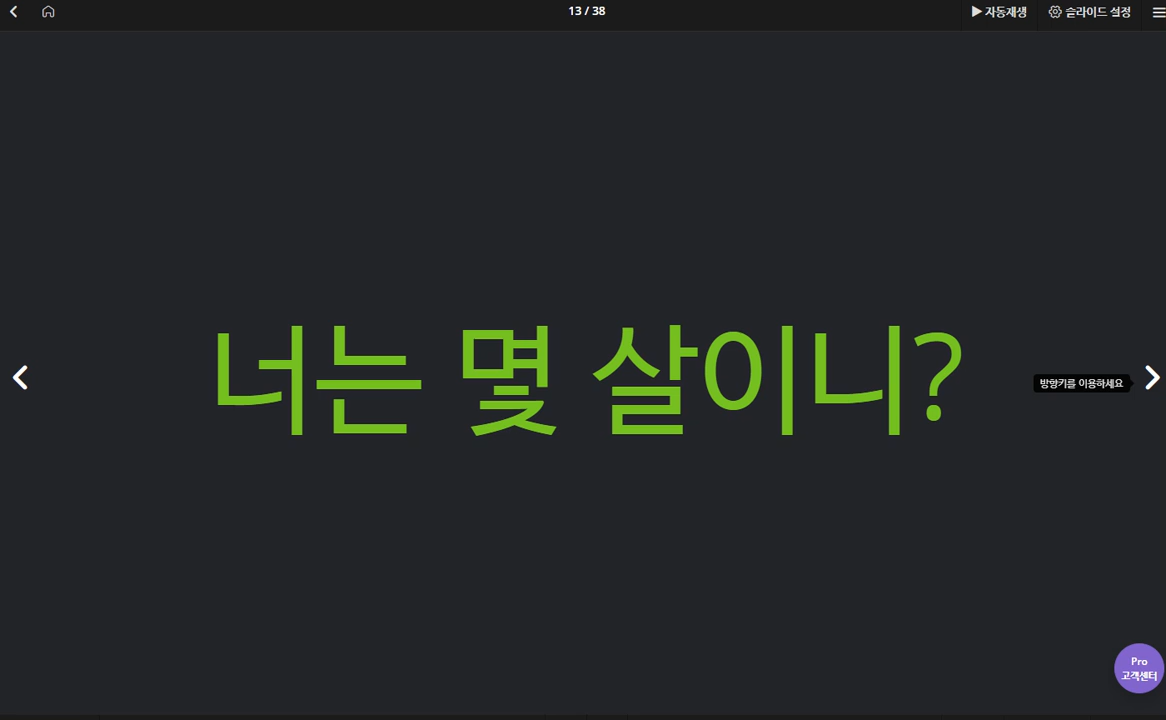 13 / 38
▶ 자동재생
슬라이드 설정
너는 몇 살이니?
방향키를 이용하세요
Pro
고객센터